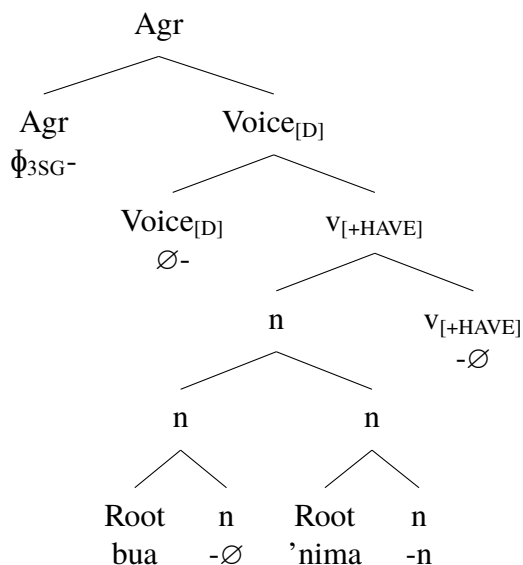 Agr
Agr Voice[D]
ϕ3SG-
Voice[D] v[+HAVE]
∅-
n v[+HAVE]
-∅
n n
Root n Root n
bua -∅ ’nima -n